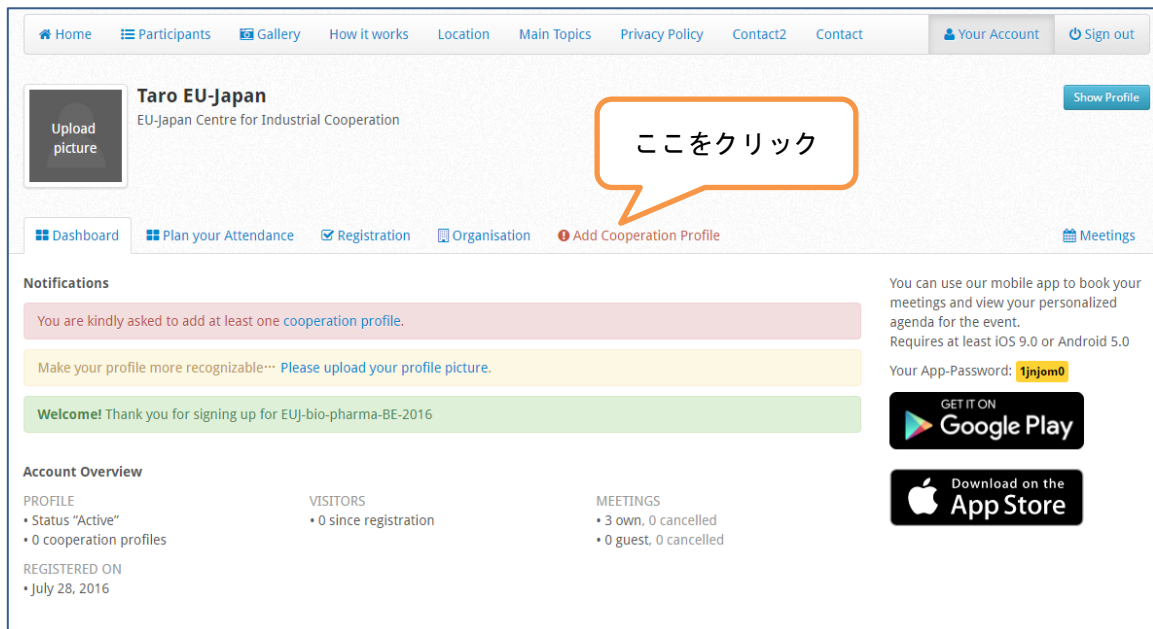 Home Participants Gallery How it works Location Main Topics Privacy Policy Contact2 Contact Your Account Sign out
Upload
picture
Taro EU-Japan
EU-Japan Centre for Industrial Cooperation
Show Profile
ここをクリック
Dashboard Plan your Attendance Registration Organisation Add Cooperation Profile Meetings
Notifications
You are kindly asked to add at least one cooperation profile.
Make your profile more recognizable… Please upload your profile picture.
Welcome! Thank you for signing up for EUJ-bio-pharma-BE-2016
Account Overview
PROFILE
• Status “Active”
• 0 cooperation profiles
REGISTERED ON
• July 28, 2016
VISITORS
• 0 since registration
MEETINGS
• 3 own, 0 cancelled
• 0 guest, 0 cancelled
You can use our mobile app to book your
meetings and view your personalized
agenda for the event.
Requires at least iOS 9.0 or Android 5.0
Your App-Password: 1jnjom0
GET IT ON
Google Play
Download on the
App Store